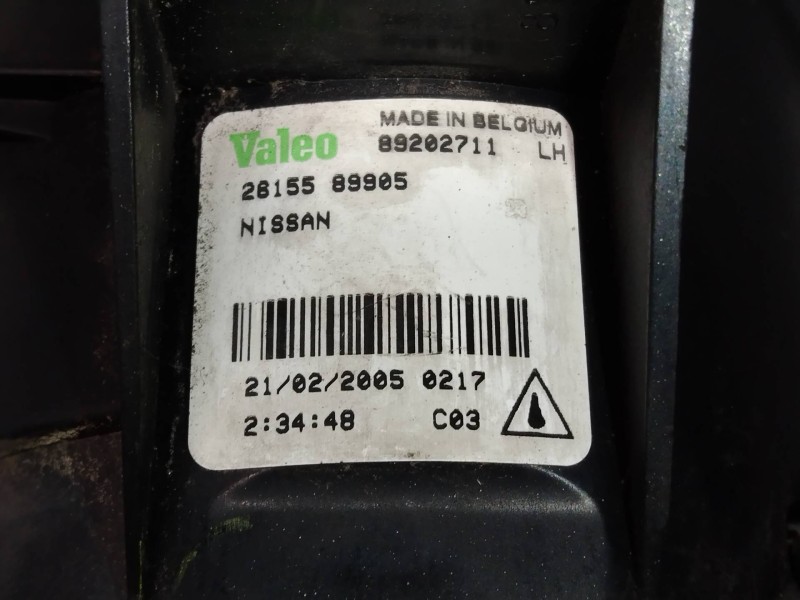 Valeo
MADE IN BELGIUM
89202711 LH
26155 89905
NISSAN
21/02/2005 0217
2:34:48 C03